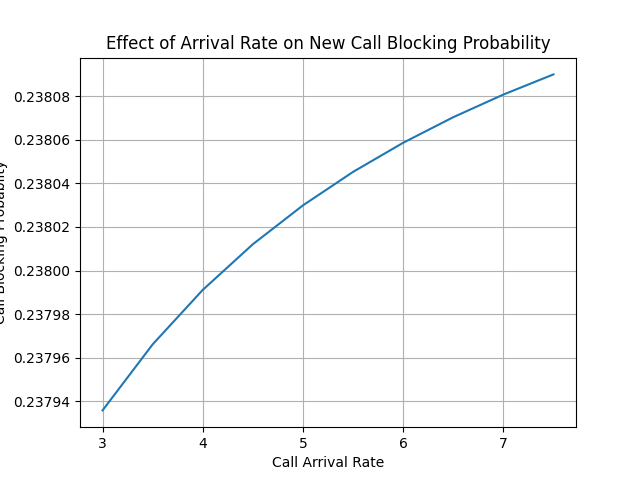 Effect of Arrival Rate on New Call Blocking Probability
0.23808
0.23806
0.23804
0.23802
0.23800
0.23798
0.23796
0.23794
Call Blocking Probability
3 4 5 6 7
Call Arrival Rate